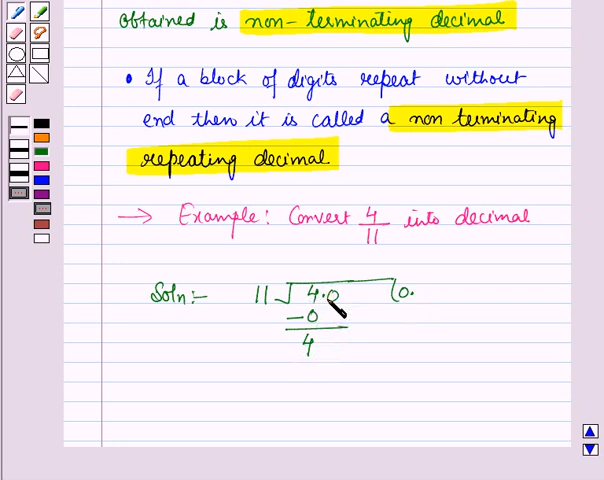 obtained is non-terminating decimal
• If a block of digits repeat without
end then it is called a non terminating
repeating decimal
→ Example: Convert 4/11 into decimal
Soln:- 11 √ 4.0 ( 0.
-0
4